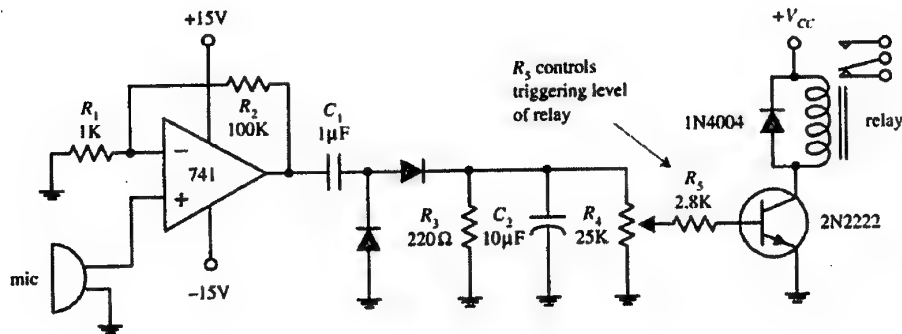 +15V
R1
1K
R2
100K
−
741
+
mic
−15V
C1
1µF
R3
220Ω
C2
10µF
R4
25K
R5 controls
triggering level
of relay
R5
2.8K
+VCC
1N4004
relay
2N2222